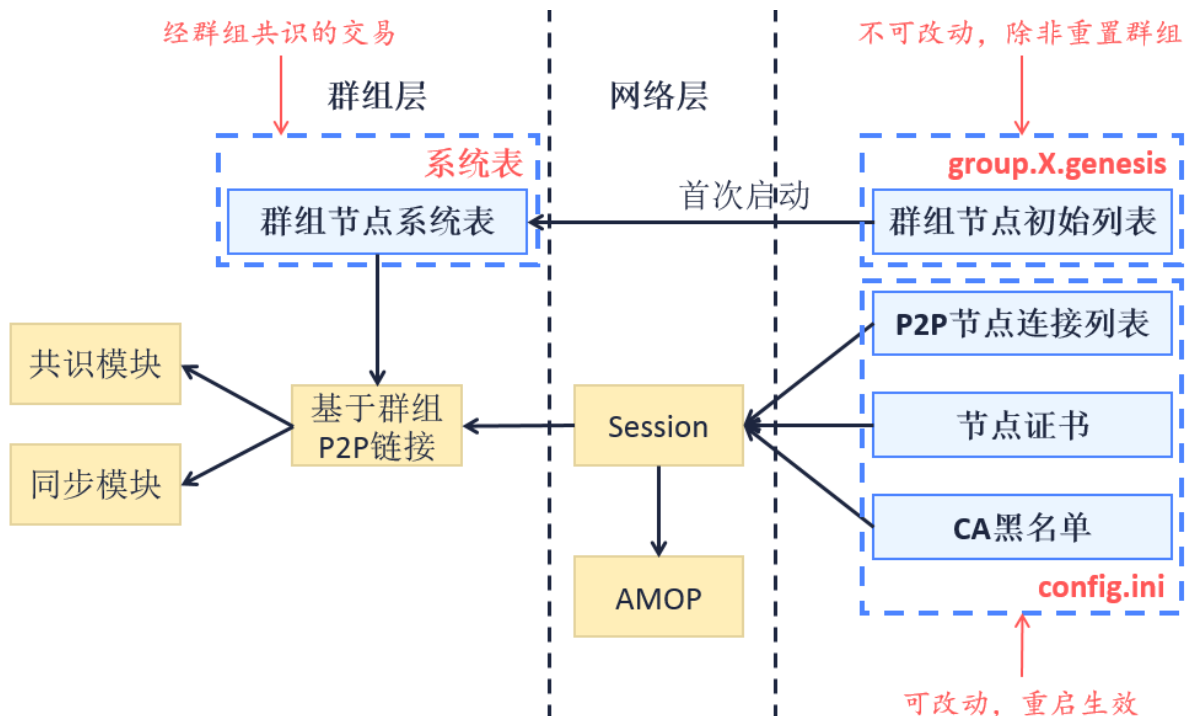 经群组共识的交易
不可改动，除非重置群组
群组层
网络层
系统表
group.X.genesis
首次启动
群组节点系统表
群组节点初始列表
P2P节点连接列表
共识模块
基于群组
P2P链接
Session
节点证书
同步模块
CA黑名单
AMOP
config.ini
可改动，重启生效